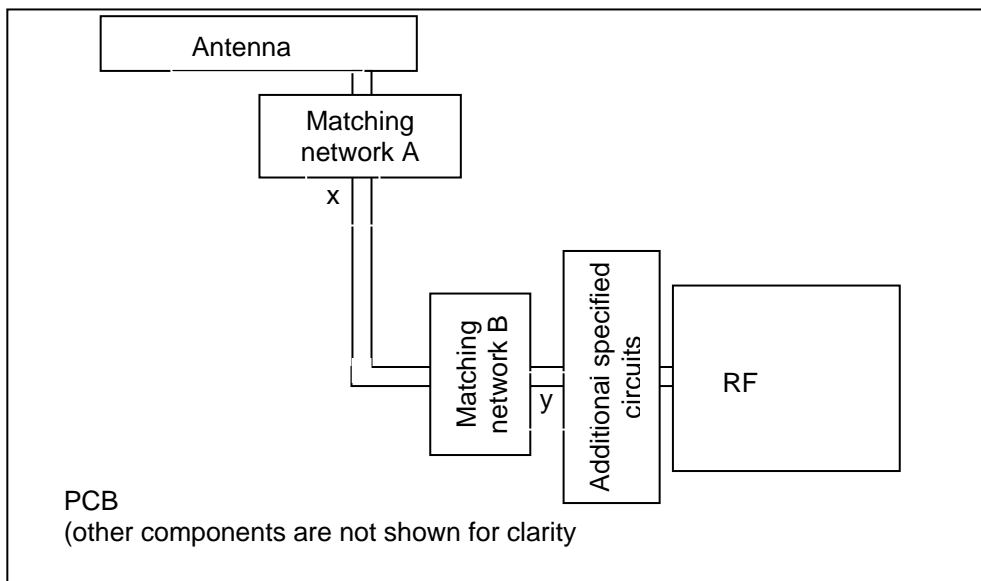 Antenna
Matching
network A
x
Matching
network B
y
Additional specified
circuits
RF
PCB
(other components are not shown for clarity